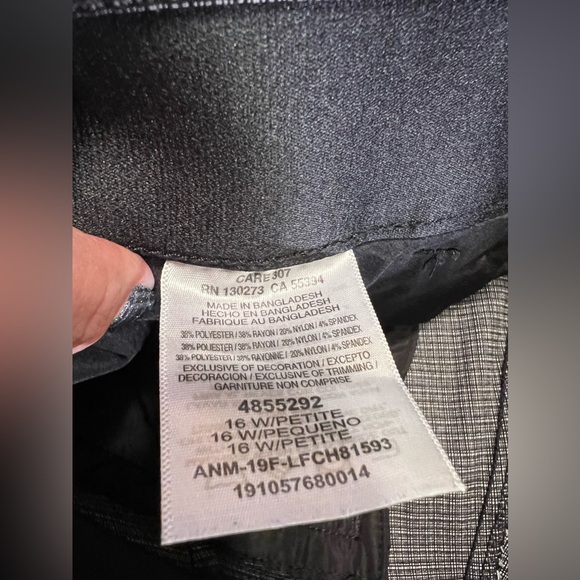 CARE307
RN 130273 CA 55394
MADE IN BANGLADESH
HECHO EN BANGLADESH
FABRIQUE AU BANGLADESH
38% POLYESTER/38% RAYON/20% NYLON/4% SPANDEX
38% POLYESTER/38% RAYON/20% NYLON/4% SPANDEX
38% POLYESTER/38% RAYONNE/20% NYLON/4% SPANDEX
EXCLUSIVE OF DECORATION/EXCEPTO
DECORACION/EXCLUSIVE OF TRIMMING/
GARNITURE NON COMPRISE
4855292
16 W/PETITE
16 W/PEQUENO
16 W/PETITE
ANM-19F-LFCH81593
191057680014